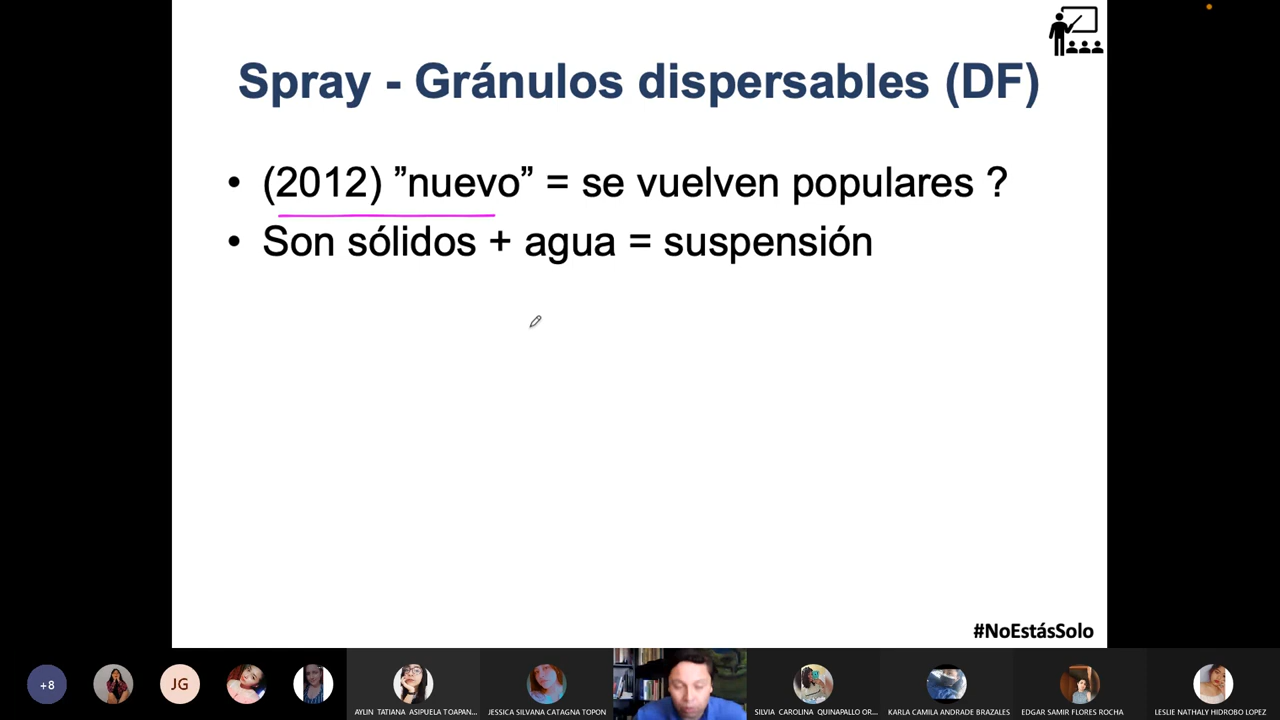 Spray - Gránulos dispersables (DF)
• (2012) ”nuevo” = se vuelven populares ?
• Son sólidos + agua = suspensión
#NoEstásSolo
+8
JG
AYLIN TATIANA ASIPUELA TOAPAN...
JESSICA SILVANA CATAGNA TOPON
SILVIA CAROLINA QUINAPALLO OR...
KARLA CAMILA ANDRADE BRAZALES
EDGAR SAMIR FLORES ROCHA
LESLIE NATHALY HIDROBO LOPEZ